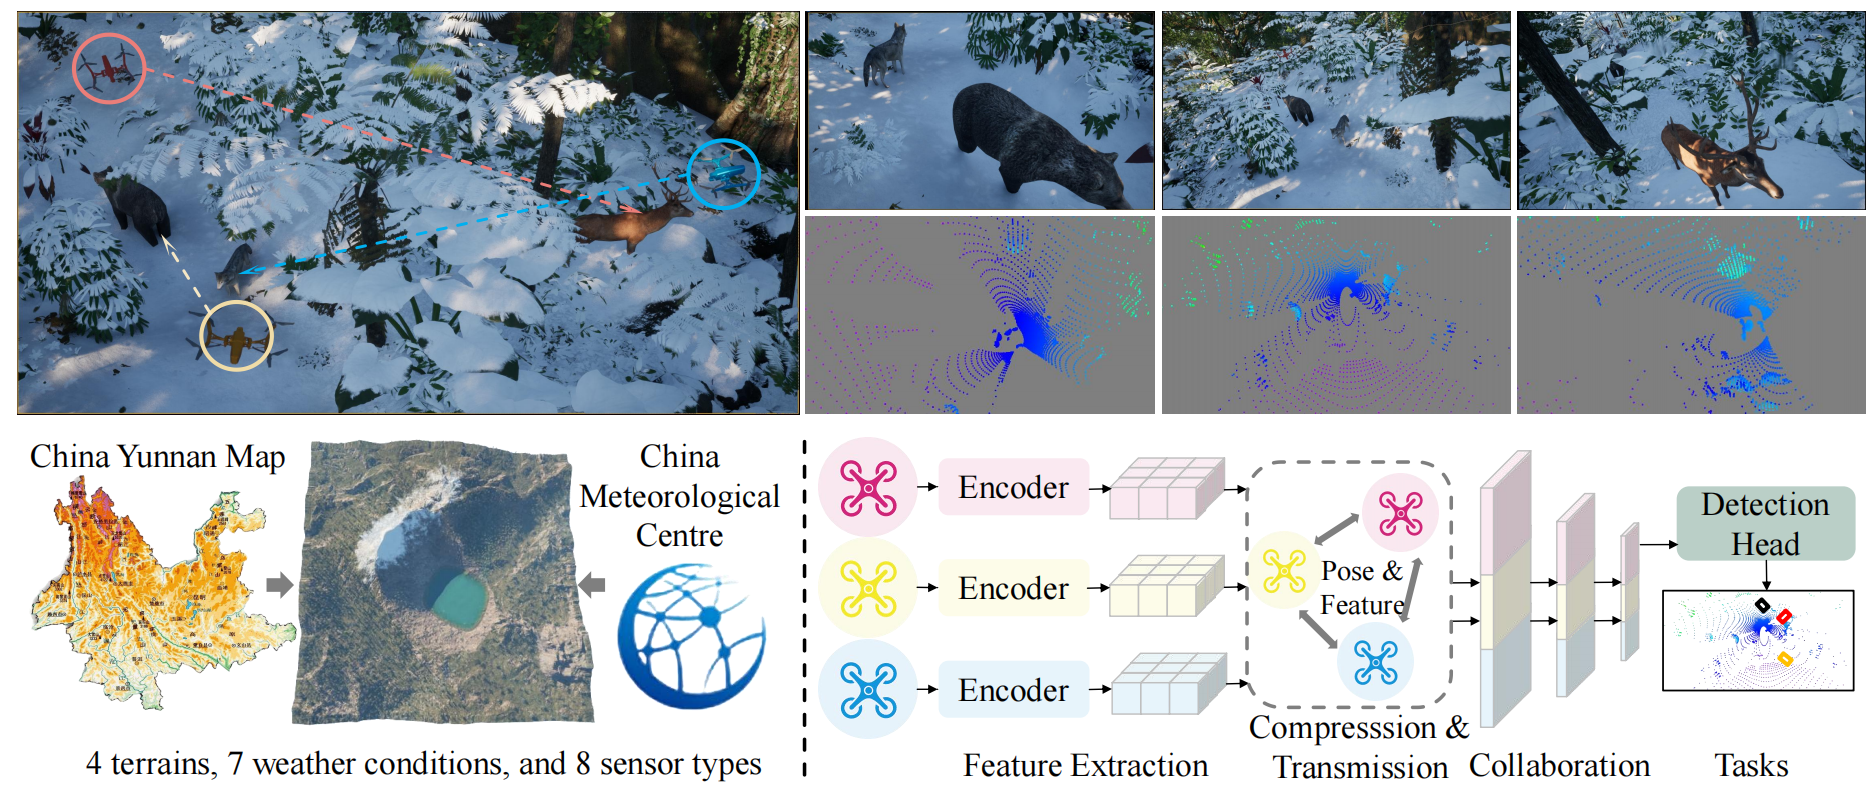 China Yunnan Map
China
Meteorological
Centre
4 terrains, 7 weather conditions, and 8 sensor types
Encoder
Encoder
Encoder
Pose &
Feature
Detection
Head
Feature Extraction
Compresssion &
Transmission
Collaboration
Tasks